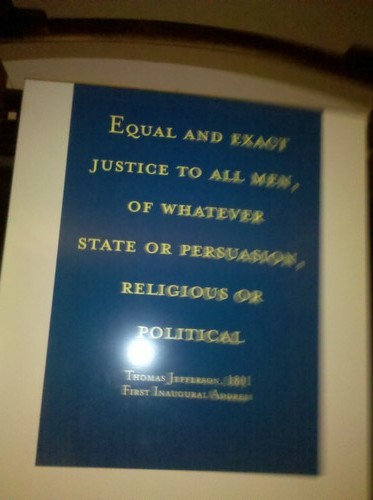 Equal and exact
justice to all men,
of whatever
state or persuasion,
religious or
political
Thomas Jefferson, 1801
First Inaugural Address